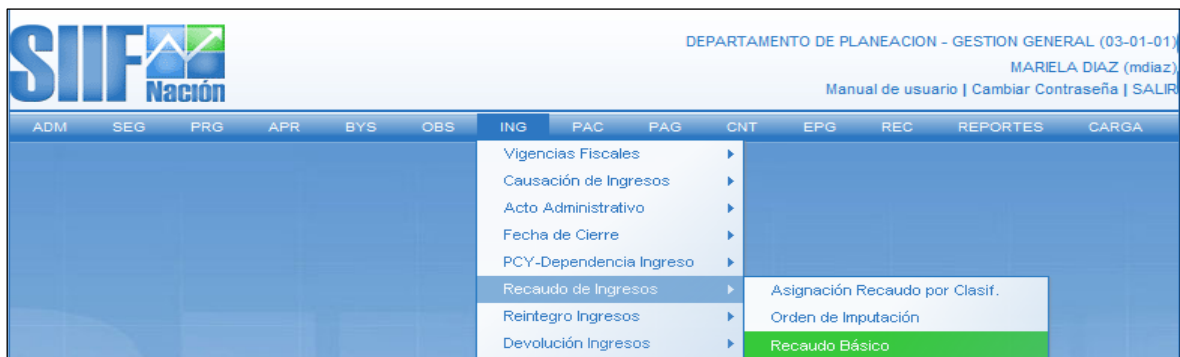 SIIF
Nación
DEPARTAMENTO DE PLANEACION - GESTION GENERAL (03-01-01)
MARIELA DIAZ (mdiaz)
Manual de usuario | Cambiar Contraseña | SALIR
ADM SEG PRG APR BYS OBS ING PAC PAG CNT EPG REC REPORTES CARGA
Vigencias Fiscales
Causación de Ingresos
Acto Administrativo
Fecha de Cierre
PCY-Dependencia Ingreso
Recaudo de Ingresos
Asignación Recaudo por Clasif.
Reintegro Ingresos
Orden de Imputación
Devolución Ingresos
Recaudo Básico